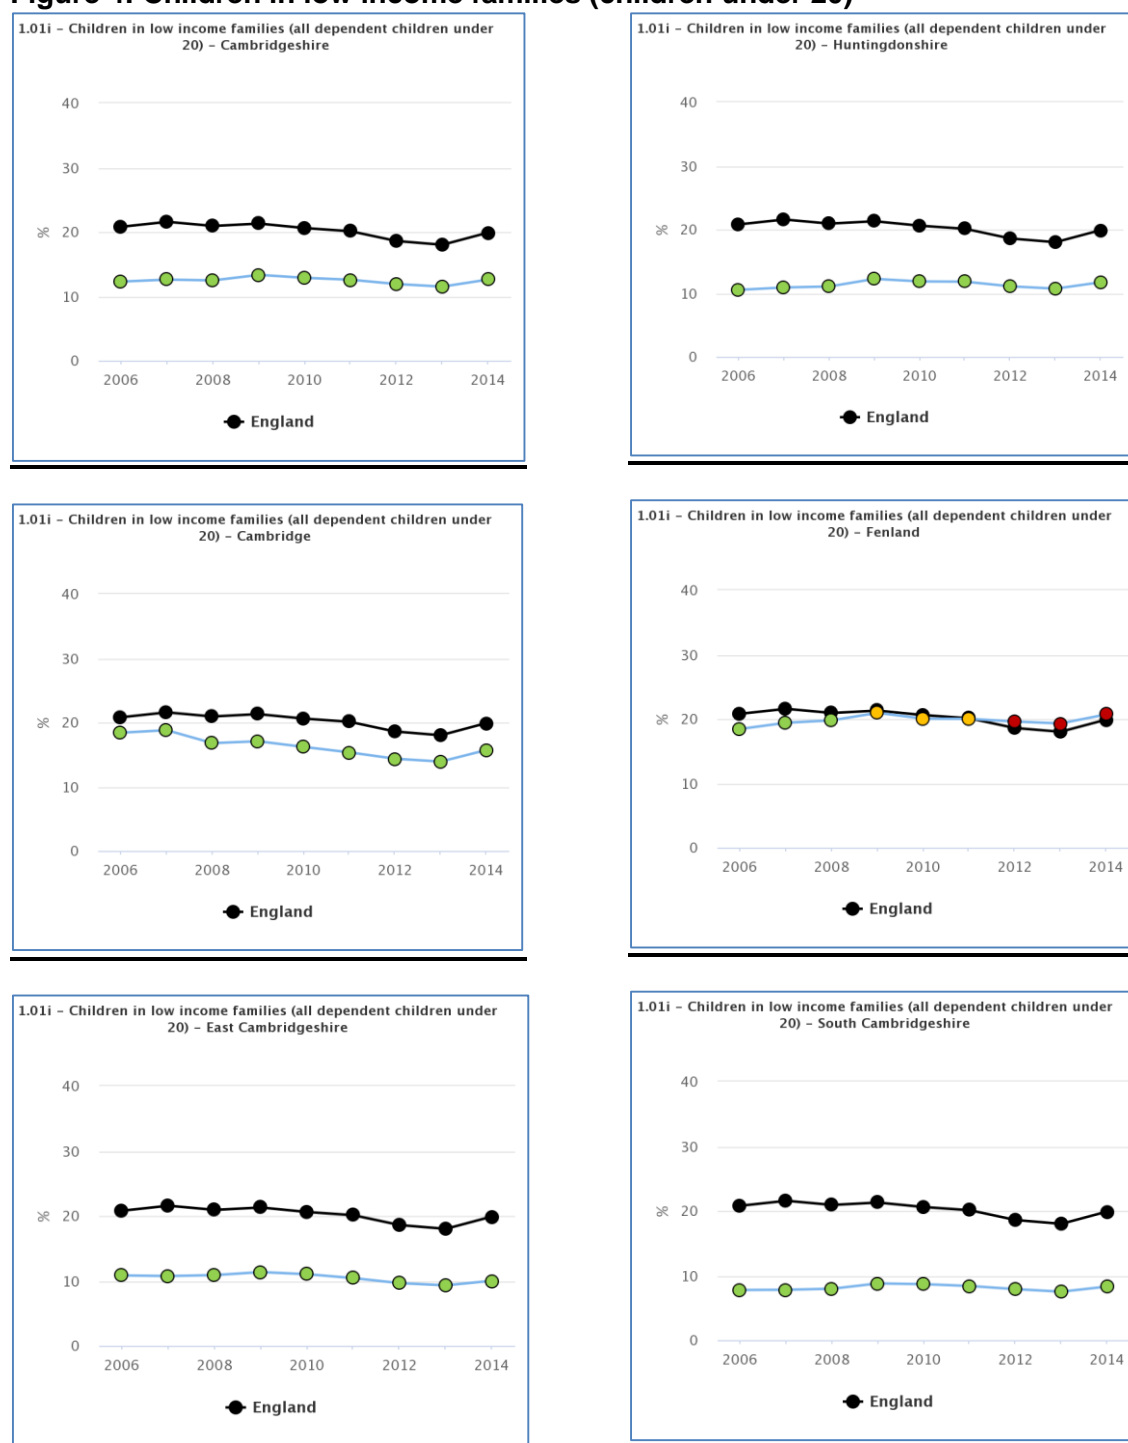 Figure 4: Children in low income families (children under 20)
1.01i – Children in low income families (all dependent children under
20) – Cambridgeshire
40
30
20
%
10
0
2006 2008 2010 2012 2014
England
1.01i – Children in low income families (all dependent children under
20) – Huntingdonshire
40
30
20
%
10
0
2006 2008 2010 2012 2014
England
1.01i – Children in low income families (all dependent children under
20) – Cambridge
40
30
20
%
10
0
2006 2008 2010 2012 2014
England
1.01i – Children in low income families (all dependent children under
20) – Fenland
40
30
20
%
10
0
2006 2008 2010 2012 2014
England
1.01i – Children in low income families (all dependent children under
20) – East Cambridgeshire
40
30
20
%
10
0
2006 2008 2010 2012 2014
England
1.01i – Children in low income families (all dependent children under
20) – South Cambridgeshire
40
30
20
%
10
0
2006 2008 2010 2012 2014
England